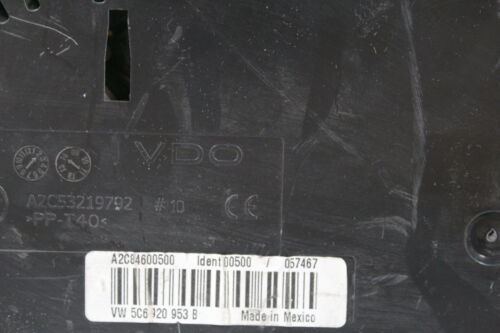 VDO
A2C53219792 #10 CE
>PP-T40<
A2C84600500 Ident 00500 / 057467
VW 5C6 920 953 B Made in Mexico